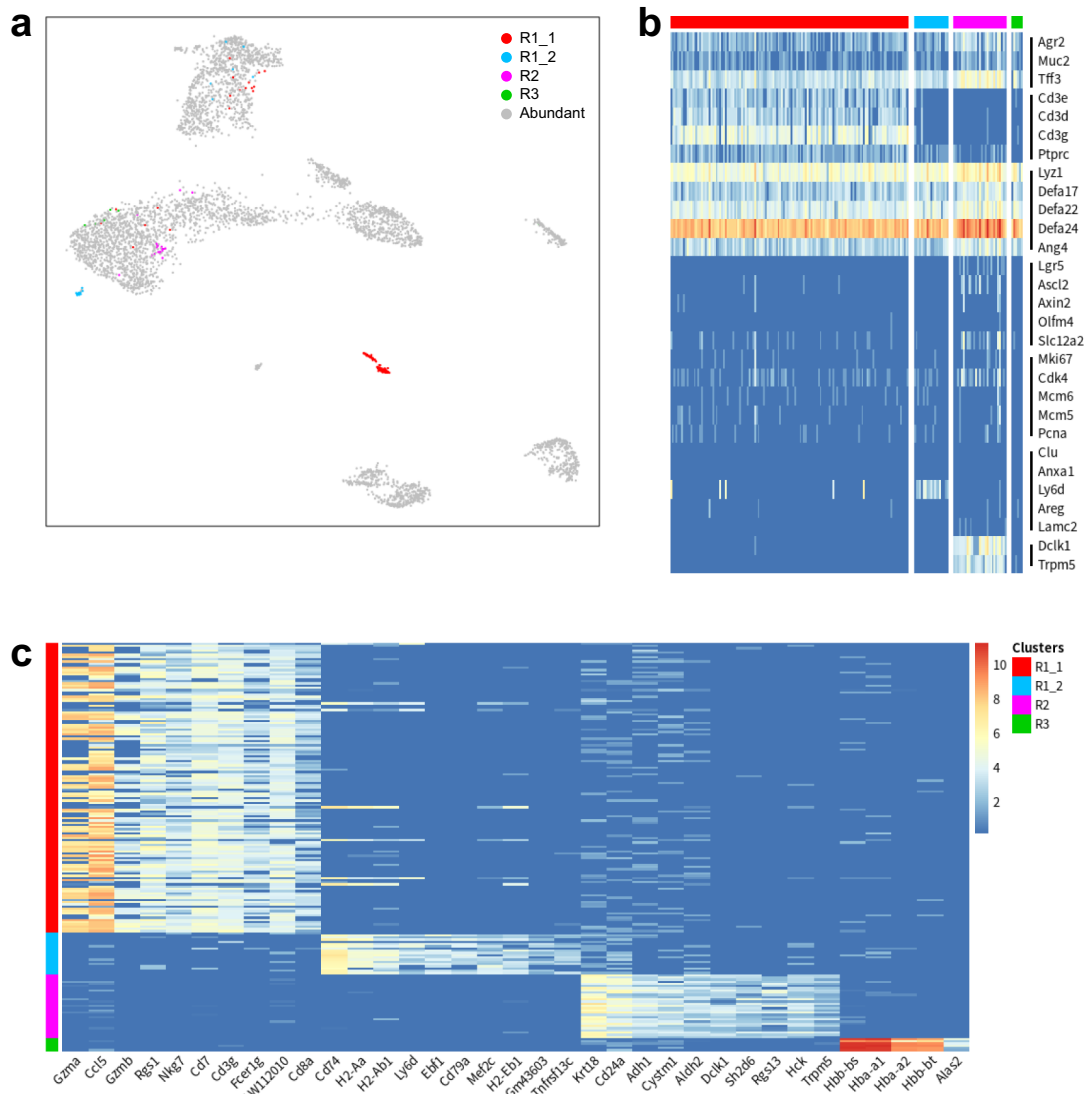 a
R1_1
R1_2
R2
R3
Abundant
b
Agr2
Muc2
Tff3
Cd3e
Cd3d
Cd3g
Ptprc
Lyz1
Defa17
Defa22
Defa24
Ang4
Lgr5
Ascl2
Axin2
Olfm4
Slc12a2
Mki67
Cdk4
Mcm6
Mcm5
Pcna
Clu
Anxa1
Ly6d
Areg
Lamc2
Dclk1
Trpm5
c
Clusters
R1_1
R1_2
R2
R3
10
8
6
4
2
Gzma
Ccl5
Gzmb
Rgs1
Nkg7
Cd7
Cd3g
Fcer1g
W112010
Cd8a
Cd74
H2-Aa
H2-Ab1
Ly6d
Ebf1
Cd79a
Mef2c
H2-Eb1
Gm43603
Tnfrsf13c
Krt18
Cd24a
Adh1
Cystm1
Aldh2
Dclk1
Sh2d6
Rgs13
Hck
Trpm5
Hbb-bs
Hba-a1
Hba-a2
Hbb-bt
Alas2